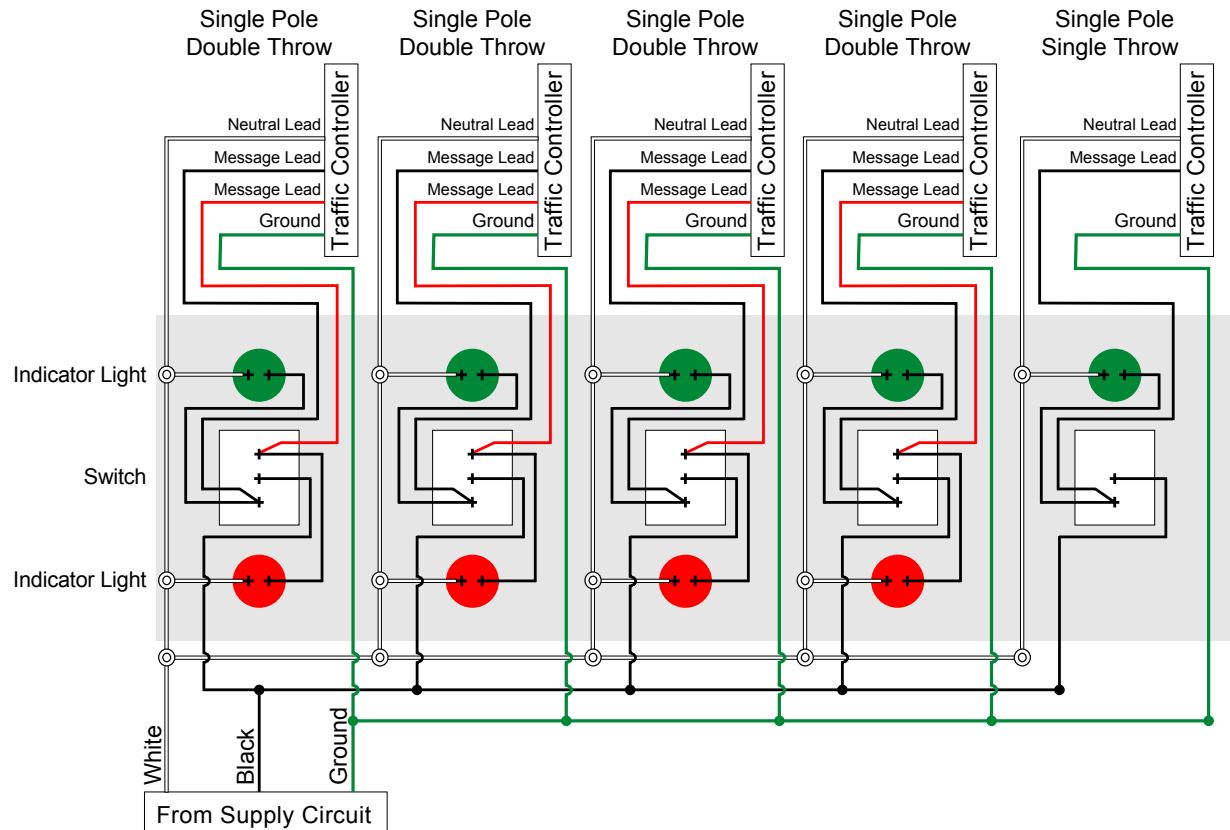 Single Pole
Double Throw
Single Pole
Double Throw
Single Pole
Double Throw
Single Pole
Double Throw
Single Pole
Single Throw
Neutral Lead
Message Lead
Message Lead
Ground
Traffic Controller
Neutral Lead
Message Lead
Message Lead
Ground
Traffic Controller
Neutral Lead
Message Lead
Message Lead
Ground
Traffic Controller
Neutral Lead
Message Lead
Message Lead
Ground
Traffic Controller
Neutral Lead
Message Lead
Ground
Traffic Controller
Indicator Light
Switch
Indicator Light
White
Black
Ground
From Supply Circuit